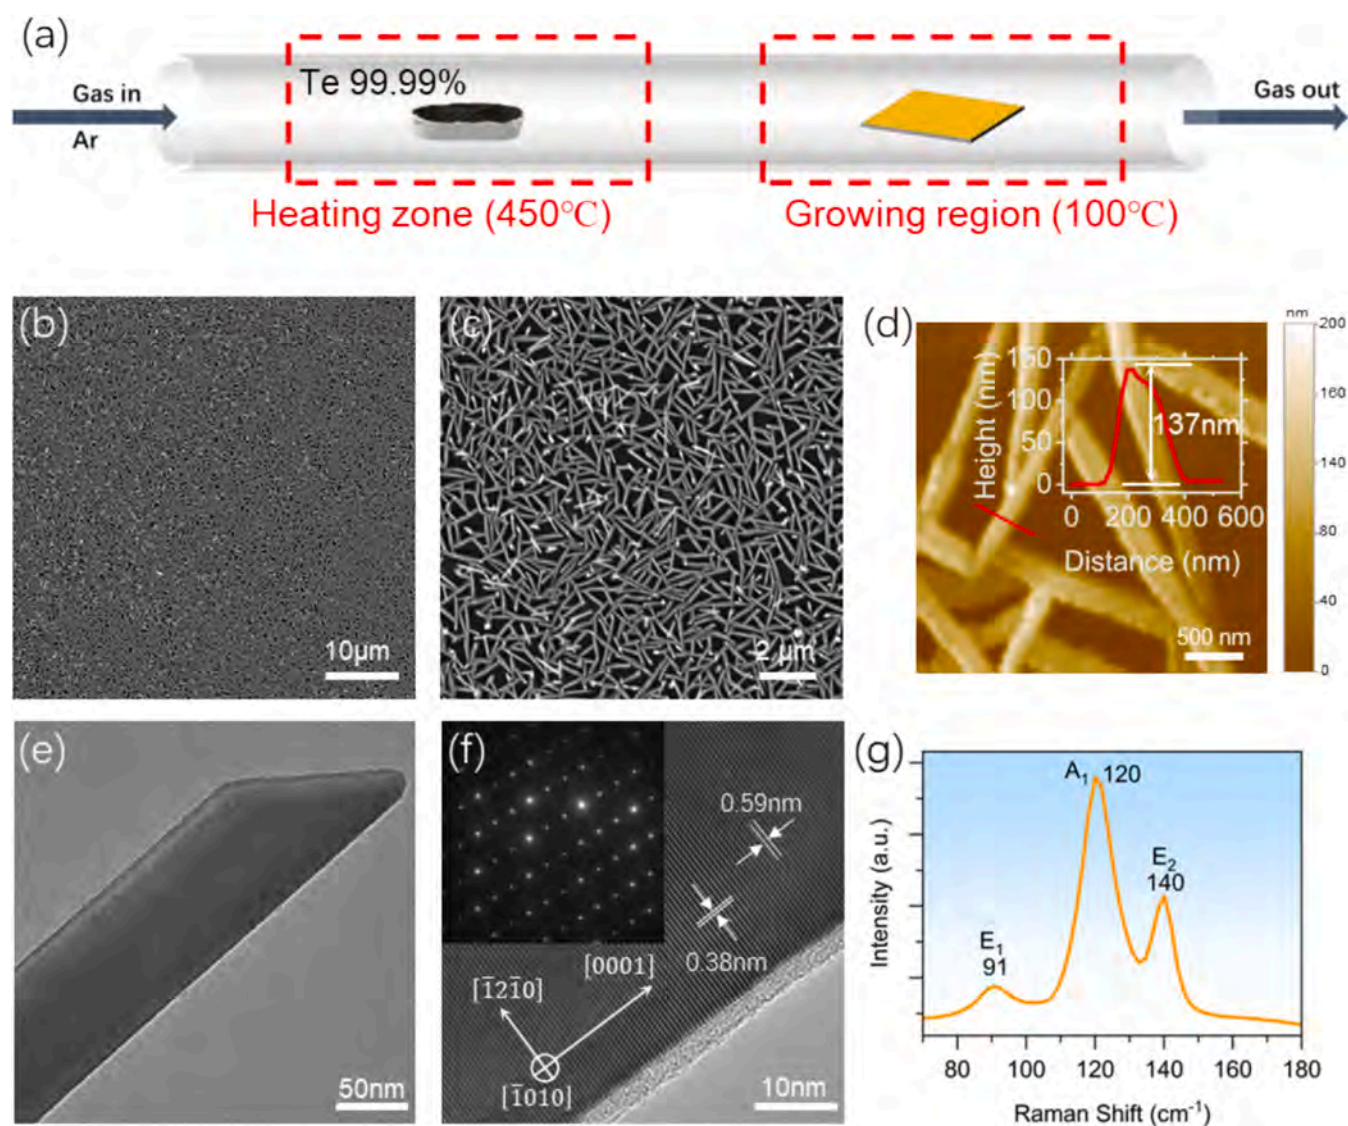 (a)
Te 99.99%
Gas in
Ar
Gas out
Heating zone (450℃)
Growing region (100℃)
(b)
10μm
(c)
2 μm
(d)
nm
200
160
140
80
40
0
Height (nm)
150
100
50
0
137nm
0 200 400 600
Distance (nm)
500 nm
(e)
50nm
(f)
0.59nm
0.38nm
[0001]
[1̅21̅0]
[1̅010]
10nm
(g)
A₁ 120
E₂
140
E₁
91
Intensity (a.u.)
80 100 120 140 160 180
Raman Shift (cm⁻¹)